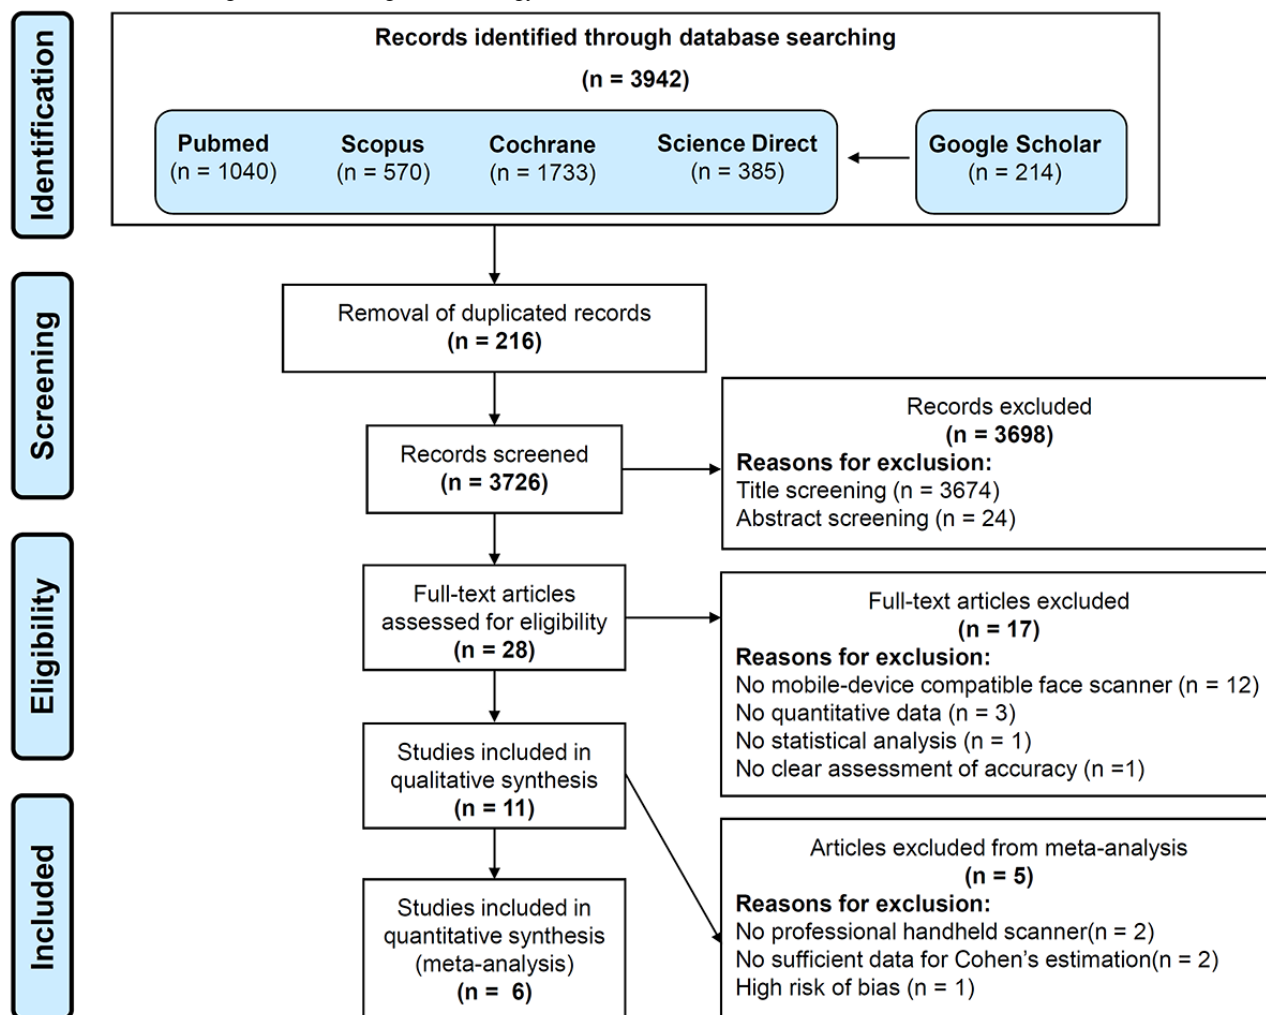 Identification
Records identified through database searching
(n = 3942)
Pubmed
(n = 1040)
Scopus
(n = 570)
Cochrane
(n = 1733)
Science Direct
(n = 385)
Google Scholar
(n = 214)
Screening
Removal of duplicated records
(n = 216)
Records screened
(n = 3726)
Records excluded
(n = 3698)
Reasons for exclusion:
Title screening (n = 3674)
Abstract screening (n = 24)
Eligibility
Full-text articles
assessed for eligibility
(n = 28)
Full-text articles excluded
(n = 17)
Reasons for exclusion:
No mobile-device compatible face scanner (n = 12)
No quantitative data (n = 3)
No statistical analysis (n = 1)
No clear assessment of accuracy (n =1)
Studies included in
qualitative synthesis
(n = 11)
Included
Articles excluded from meta-analysis
(n = 5)
Reasons for exclusion:
No professional handheld scanner(n = 2)
No sufficient data for Cohen's estimation(n = 2)
High risk of bias (n = 1)
Studies included in
quantitative synthesis
(meta-analysis)
(n =  6)